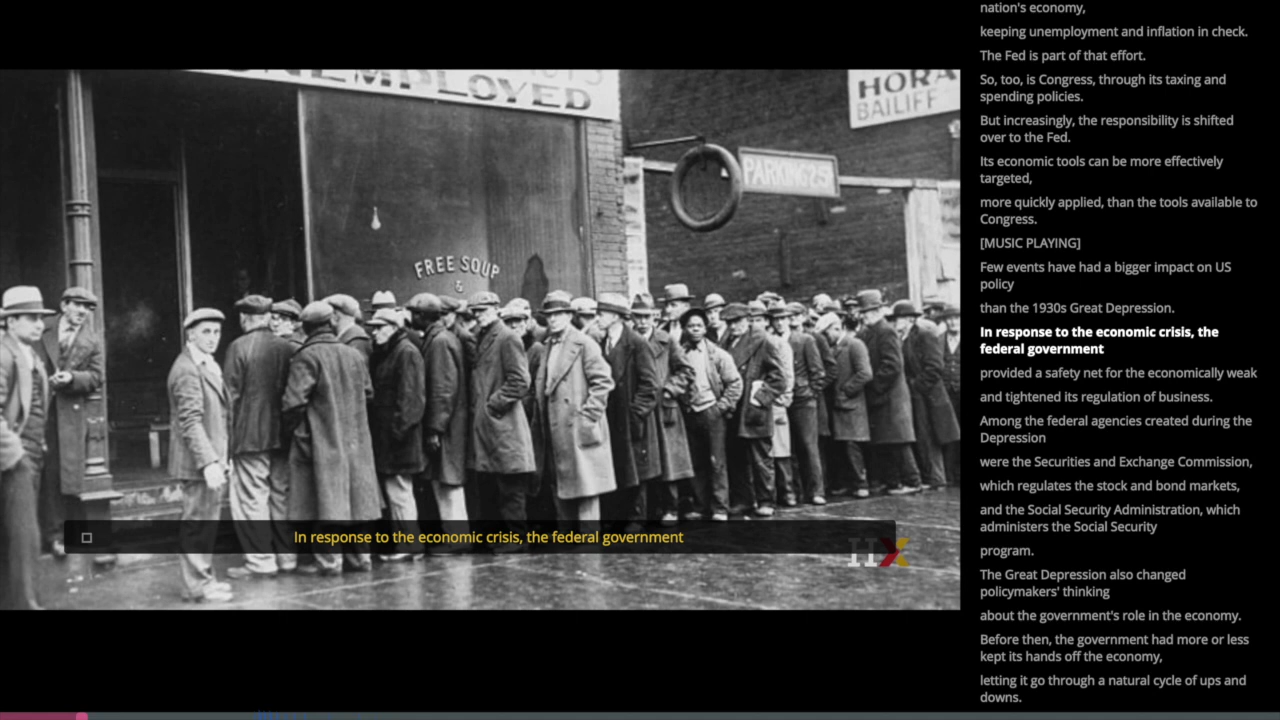 NEMPLOYED
HORA
BAILIFF
PARKING 25¢
FREE SOUP
&
In response to the economic crisis, the federal government
HX
nation's economy,
keeping unemployment and inflation in check.
The Fed is part of that effort.
So, too, is Congress, through its taxing and
spending policies.
But increasingly, the responsibility is shifted
over to the Fed.
Its economic tools can be more effectively
targeted,
more quickly applied, than the tools available to
Congress.
[MUSIC PLAYING]
Few events have had a bigger impact on US
policy
than the 1930s Great Depression.
In response to the economic crisis, the
federal government
provided a safety net for the economically weak
and tightened its regulation of business.
Among the federal agencies created during the
Depression
were the Securities and Exchange Commission,
which regulates the stock and bond markets,
and the Social Security Administration, which
administers the Social Security
program.
The Great Depression also changed
policymakers' thinking
about the government's role in the economy.
Before then, the government had more or less
kept its hands off the economy,
letting it go through a natural cycle of ups and
downs.